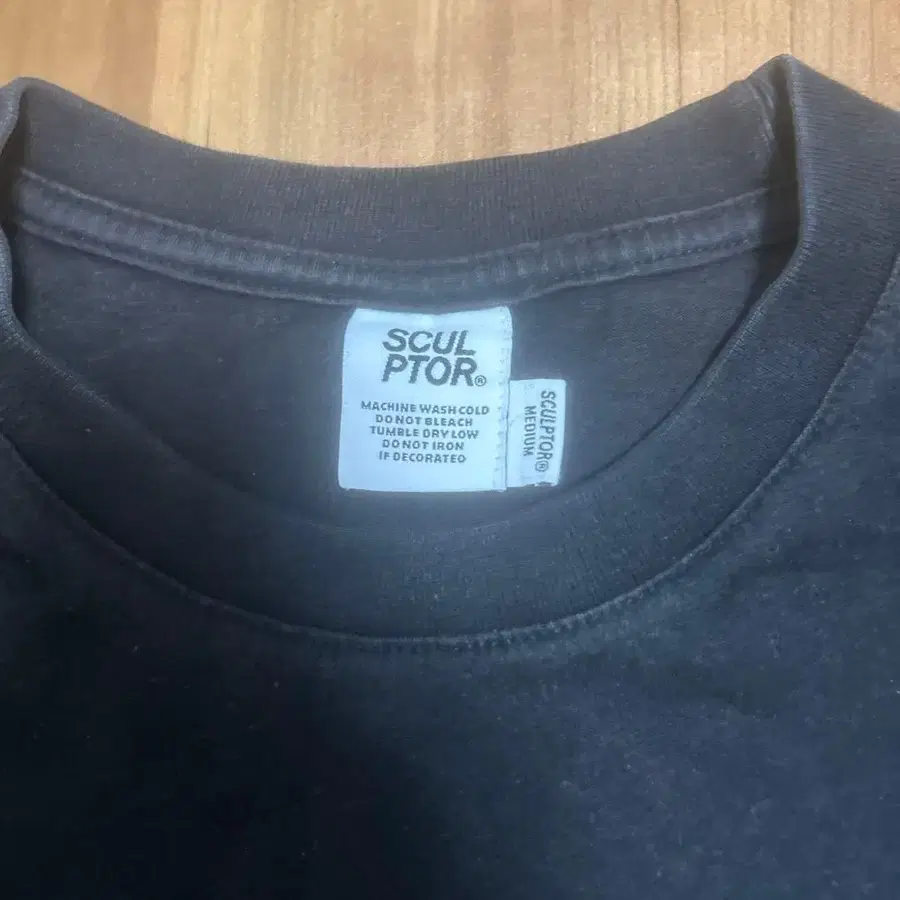 SCUL
PTOR®
MACHINE WASH COLD
DO NOT BLEACH
TUMBLE DRY LOW
DO NOT IRON
IF DECORATED
SCULPTOR®
MEDIUM